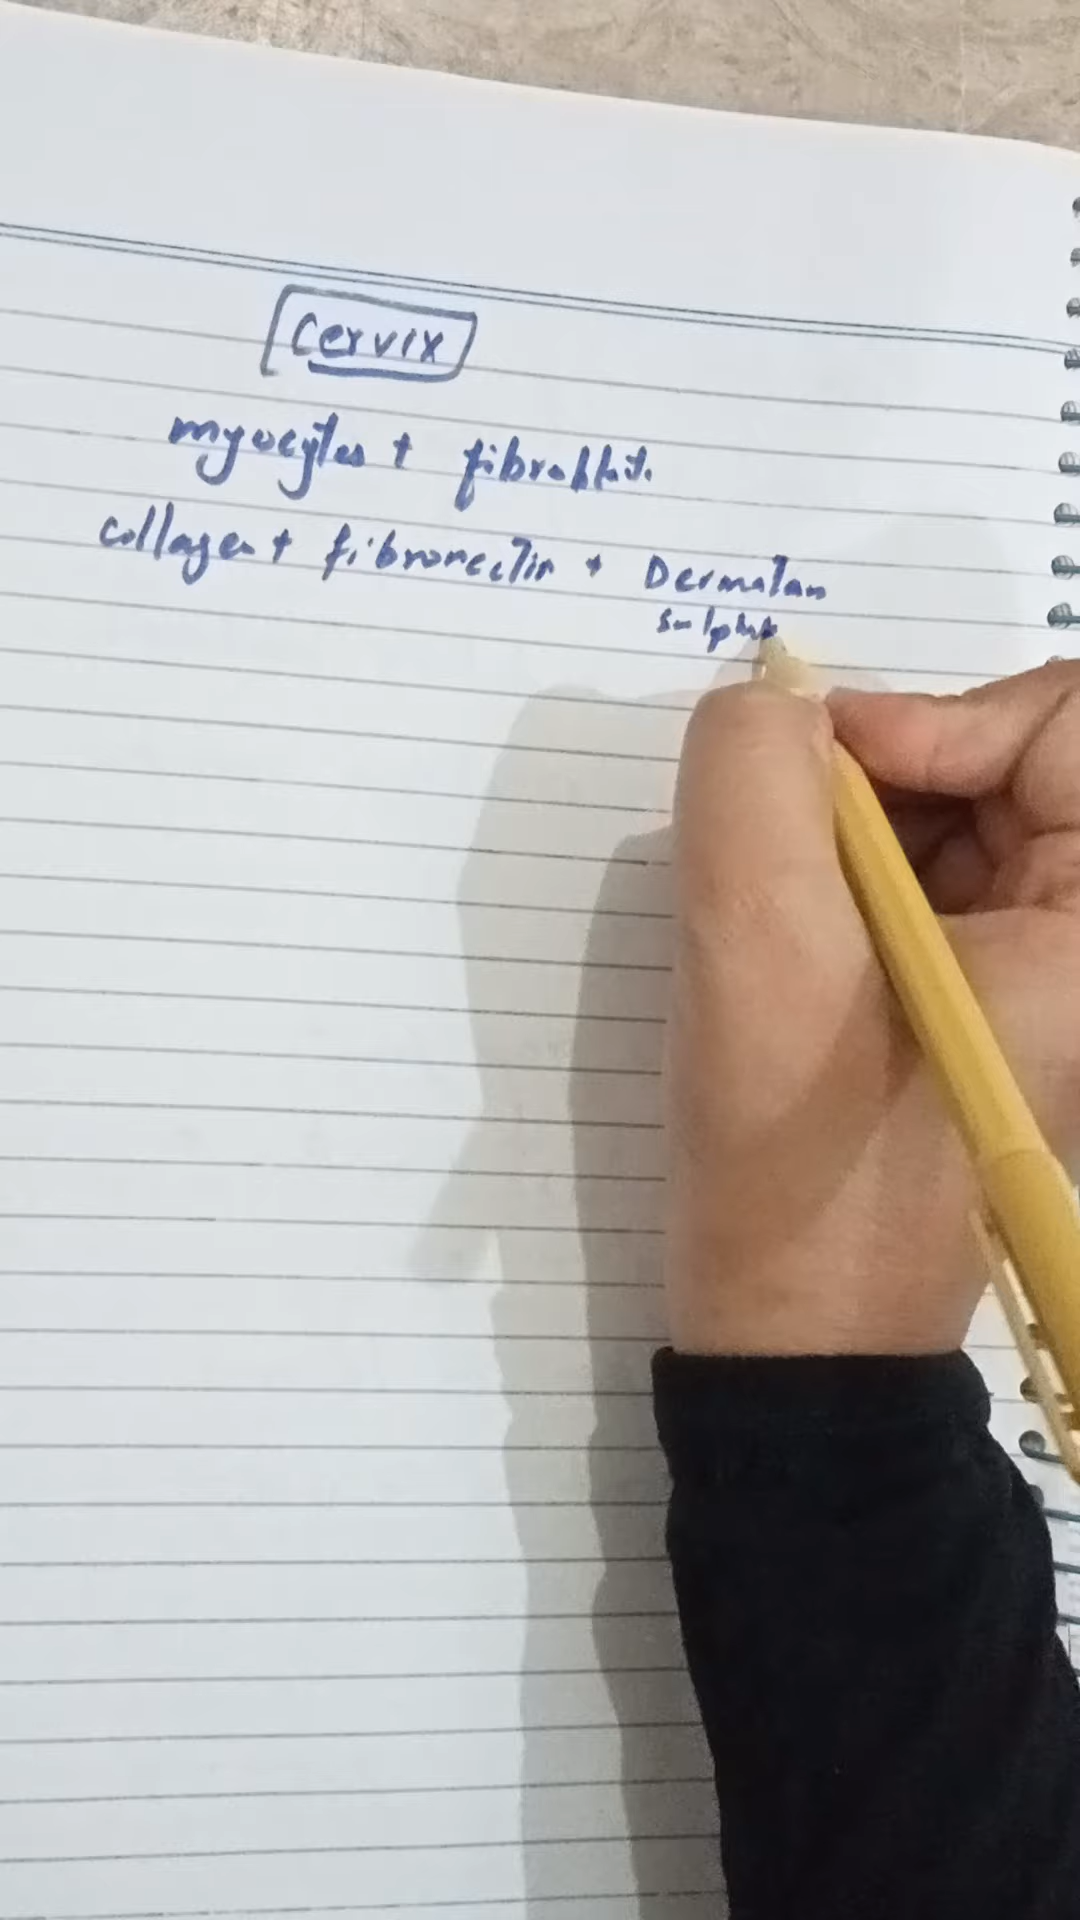 Cervix
myocytes + fibroblasts.
collagen + fibronectin + Dermatan
sulphate